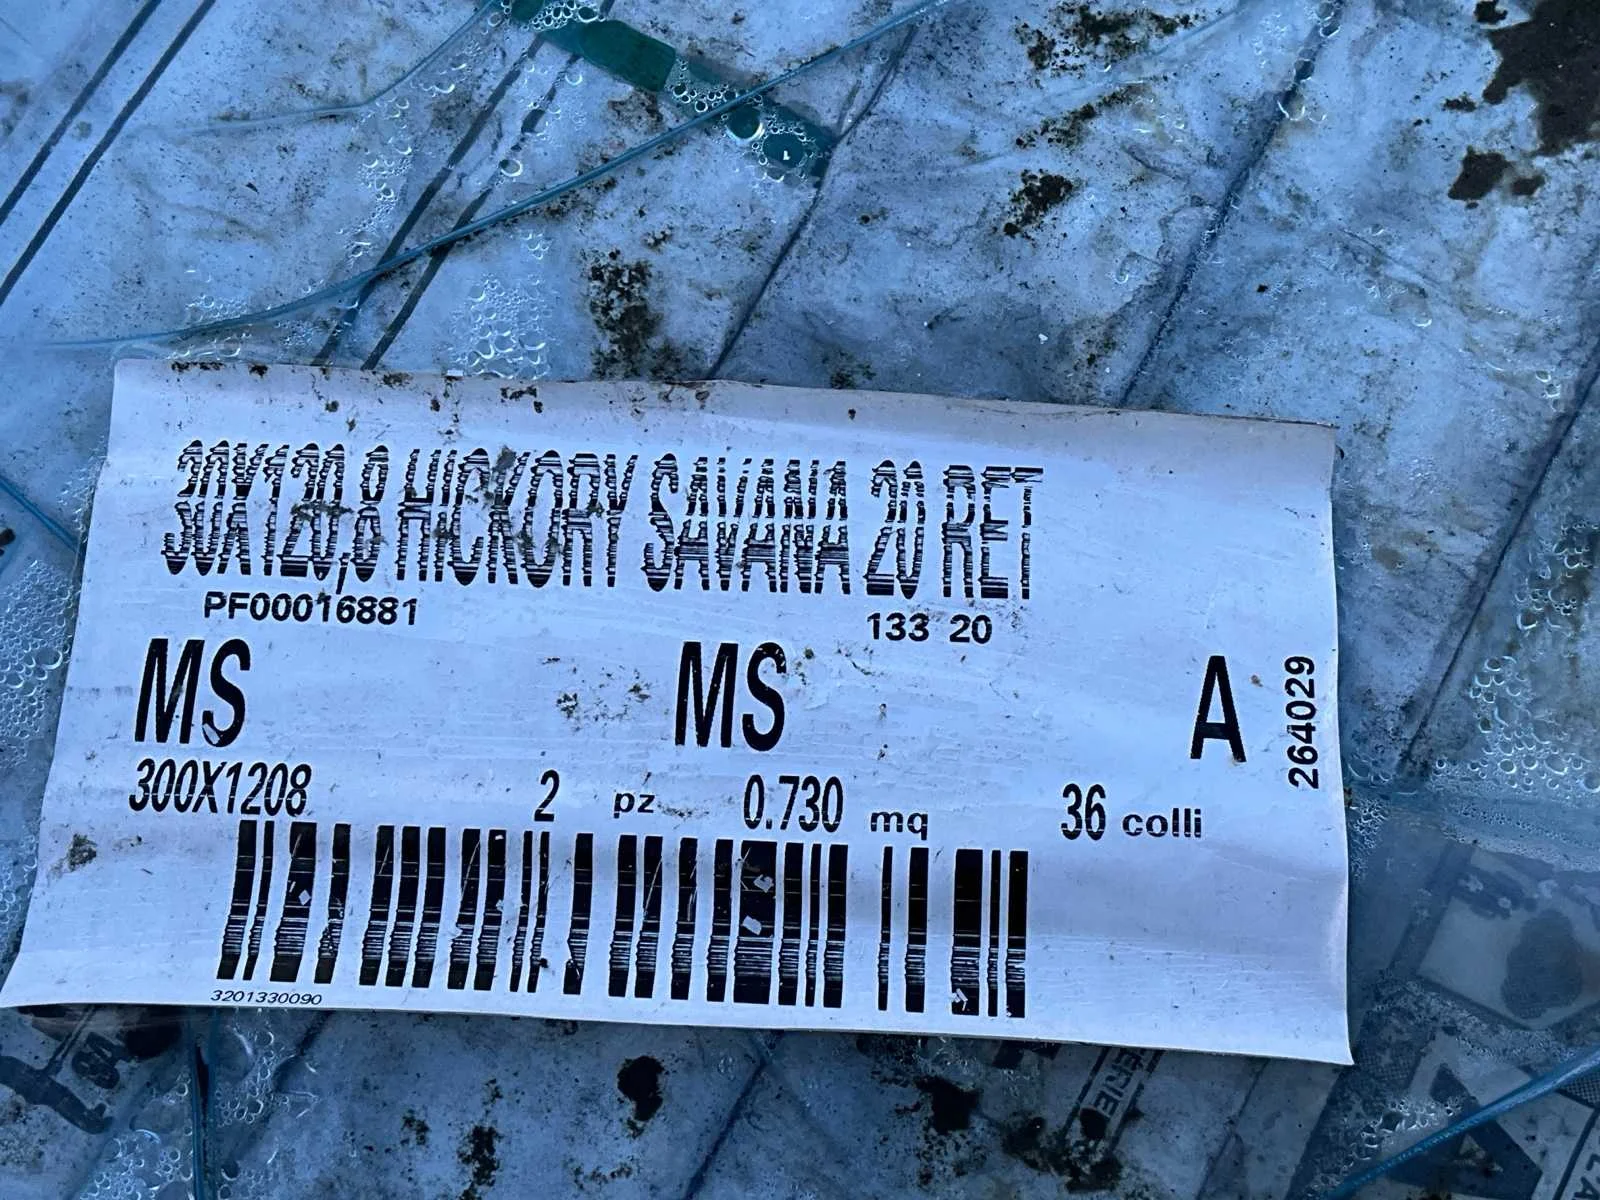 30X120,8 HICKORY SAVANA 20 RET
PF00016881 133 20
MS MS A
264029
300X1208 2 pz 0.730 mq 36 colli
3201330090